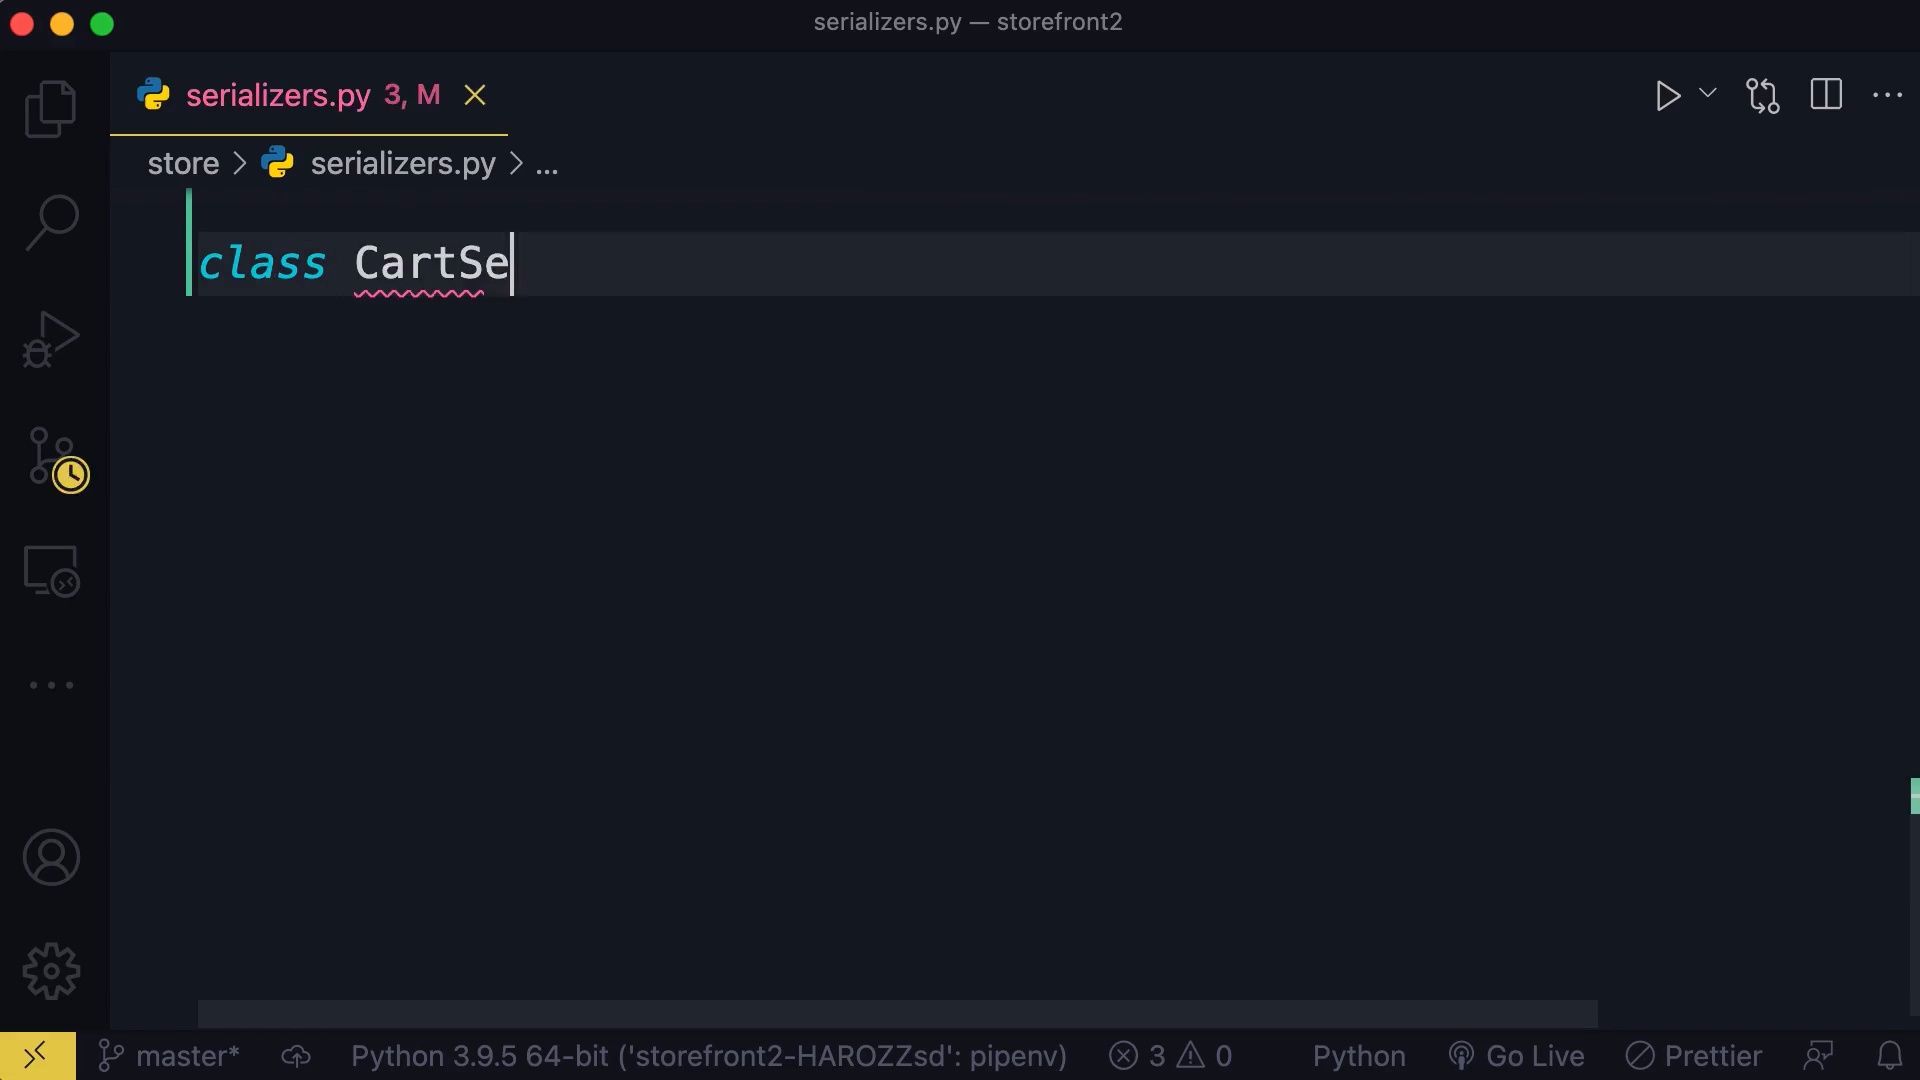 serializers.py — storefront2
serializers.py 3, M
store > serializers.py > ...
class CartSe
master* Python 3.9.5 64-bit ('storefront2-HAROZZsd': pipenv) 3 0 Python Go Live Prettier